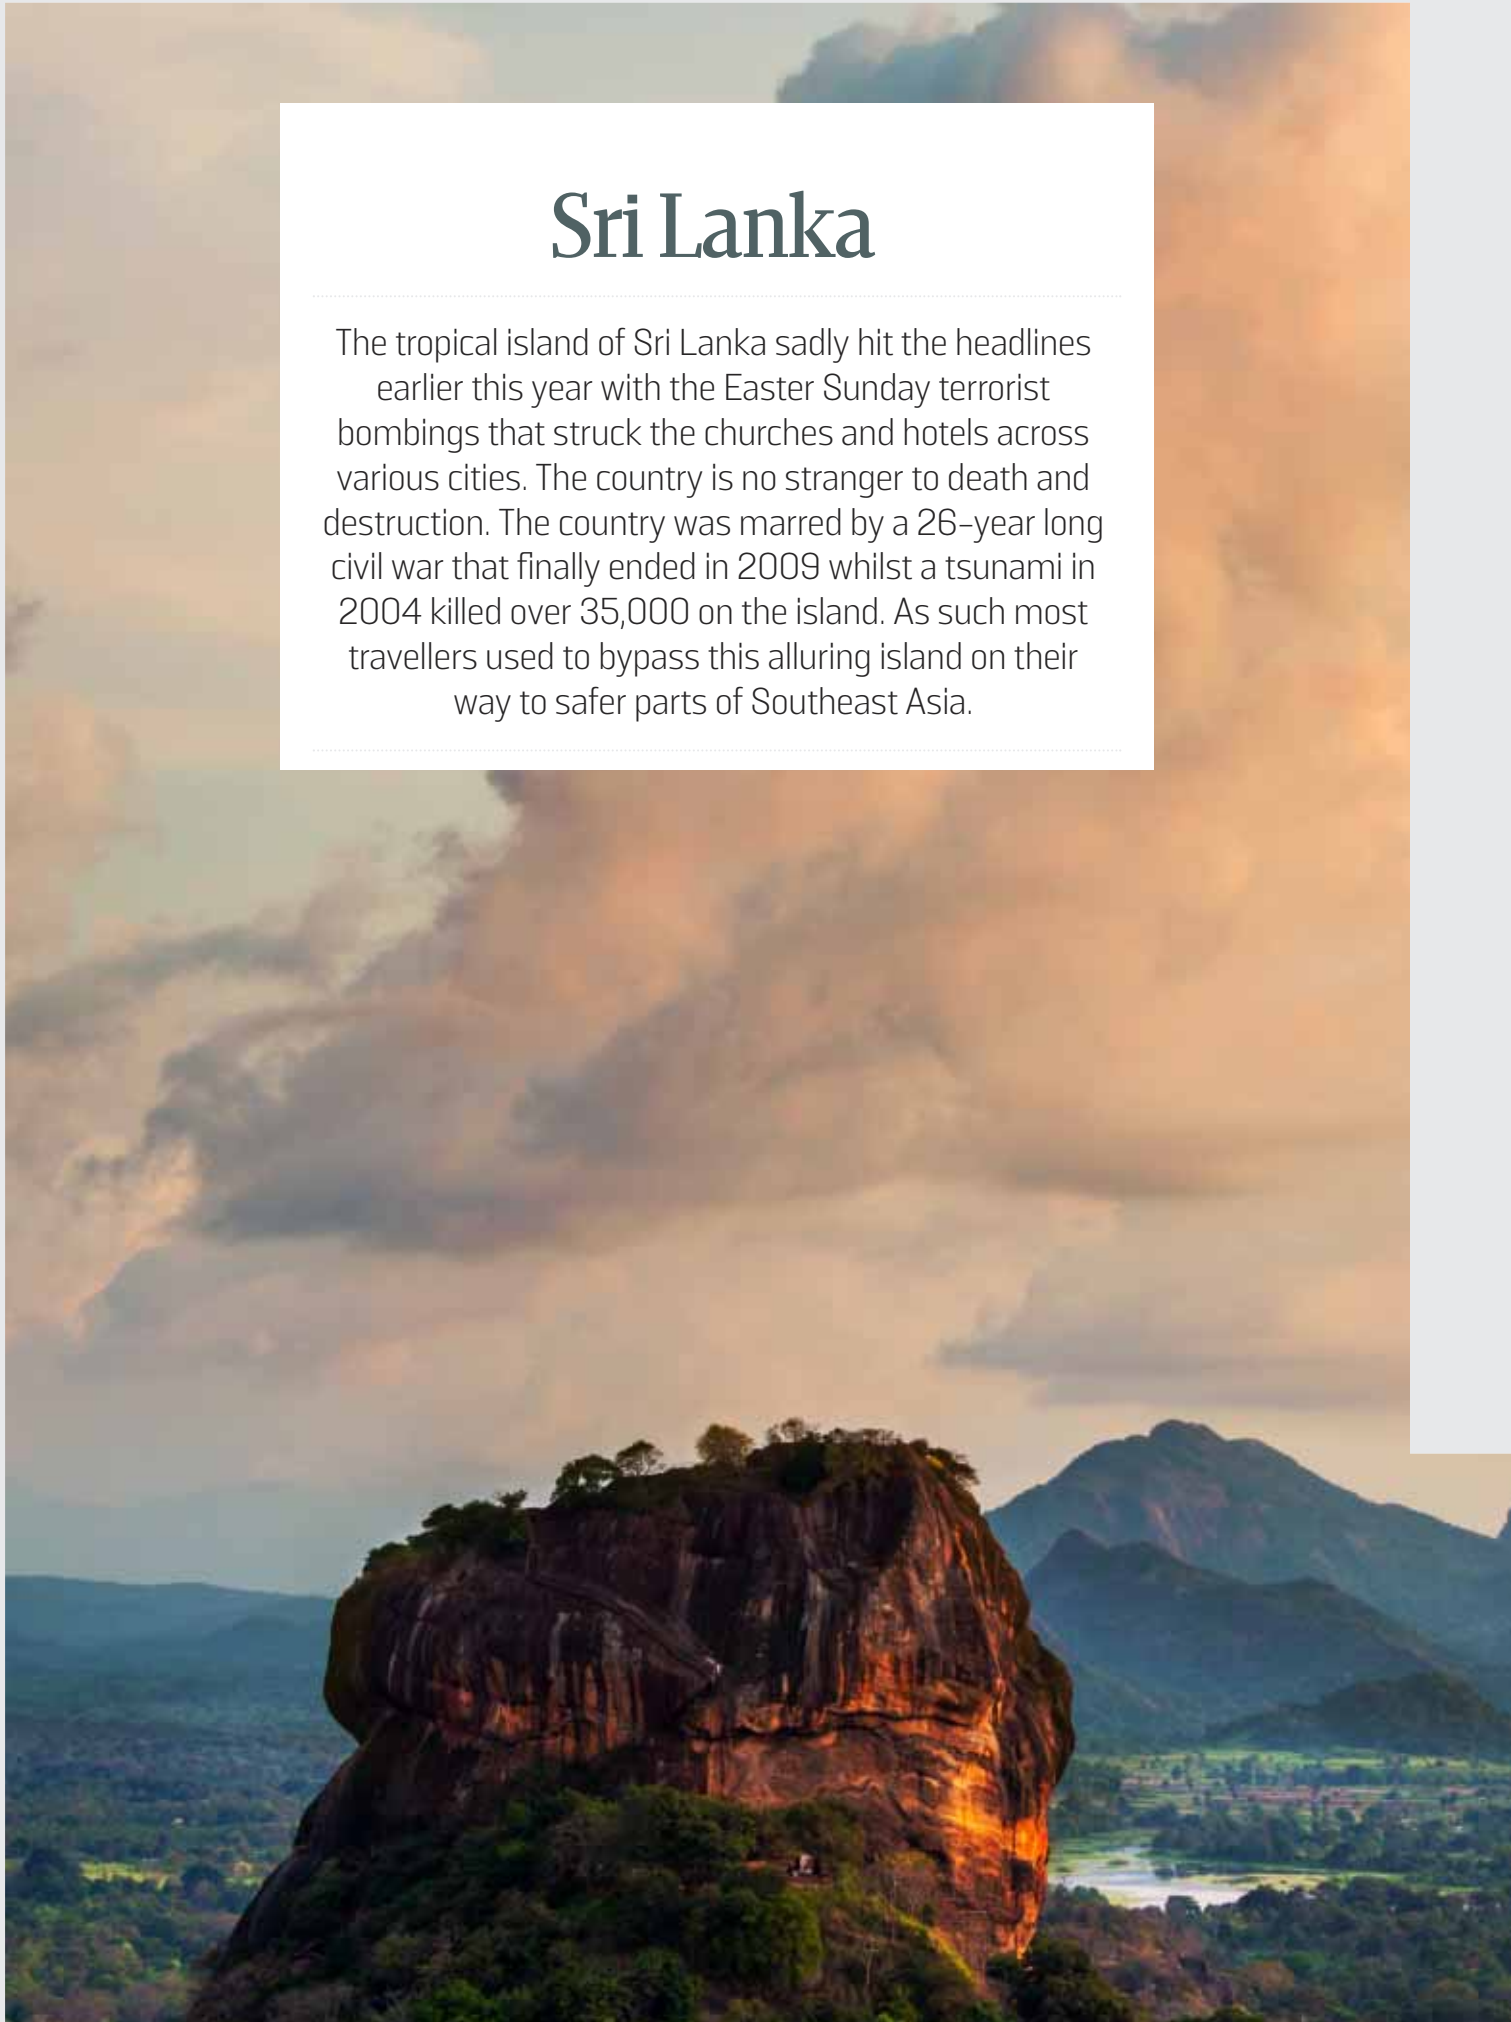 Sri Lanka
The tropical island of Sri Lanka sadly hit the headlines
earlier this year with the Easter Sunday terrorist
bombings that struck the churches and hotels across
various cities. The country is no stranger to death and
destruction. The country was marred by a 26-year long
civil war that finally ended in 2009 whilst a tsunami in
2004 killed over 35,000 on the island. As such most
travellers used to bypass this alluring island on their
way to safer parts of Southeast Asia.